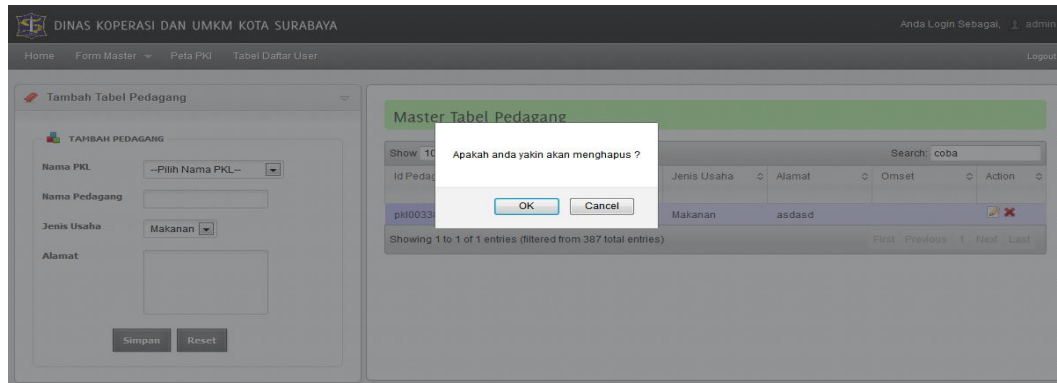 DINAS KOPERASI DAN UMKM KOTA SURABAYA
Anda Login Sebagai, admin
Home Form Master Peta PKl Tabel Daftar User
Logout
Tambah Tabel Pedagang
TAMBAH PEDAGANG
Nama PKL --Pilih Nama PKL--
Nama Pedagang
Jenis Usaha Makanan
Alamat
Simpan Reset
Master Tabel Pedagang
Show 10
Search: coba
Id Pedag
Jenis Usaha Alamat Omset Action
Makanan asdasd
Showing 1 to 1 of 1 entries (filtered from 387 total entries)
First Previous 1 Next Last
Apakah anda yakin akan menghapus ?
OK Cancel